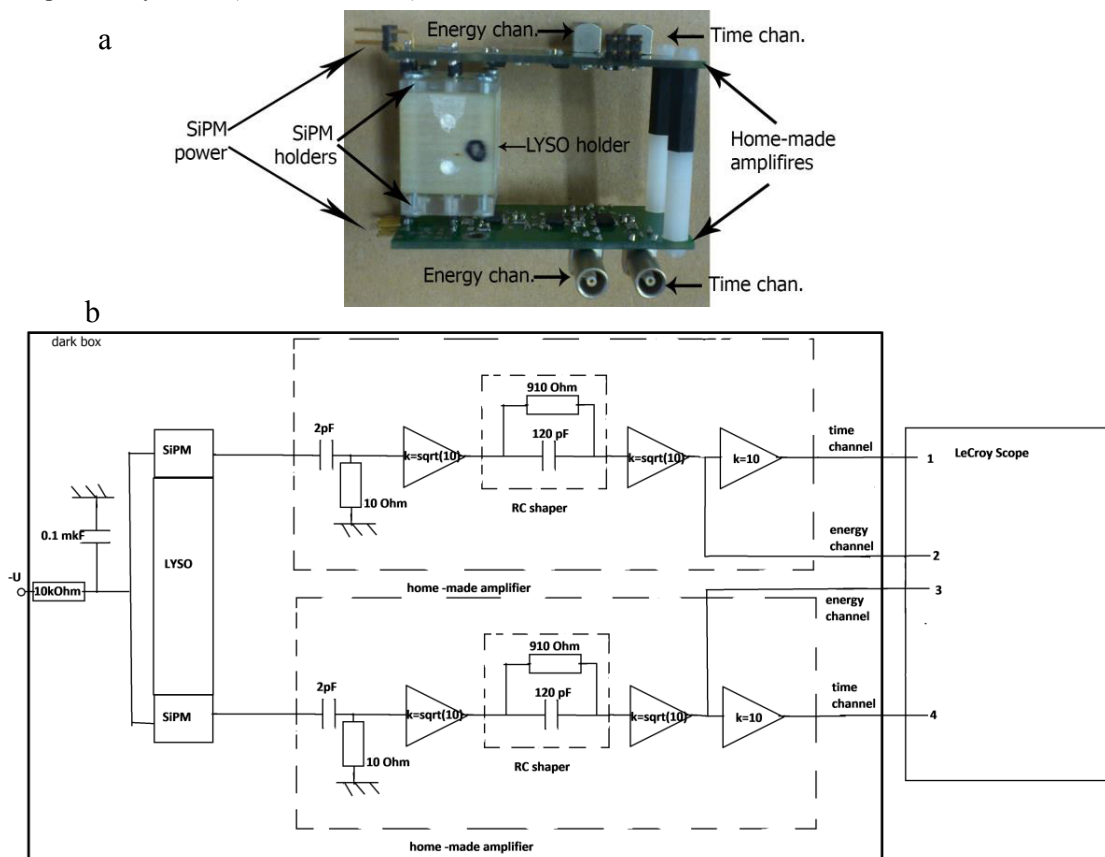 a
Energy chan.
Time chan.
SiPM
power
SiPM
holders
LYSO holder
Home-made
amplifires
Energy chan.
Time chan.
b
dark box
910 Ohm
2pF
120 pF
SiPM
k=sqrt(10)
k=sqrt(10)
k=10
time
channel
1
LeCroy Scope
10 Ohm
RC shaper
0.1 mkF
energy
channel
2
LYSO
-U
10kOhm
home -made amplifier
3
energy
channel
910 Ohm
2pF
120 pF
SiPM
k=sqrt(10)
k=sqrt(10)
k=10
time
channel
4
10 Ohm
RC shaper
home -made amplifier